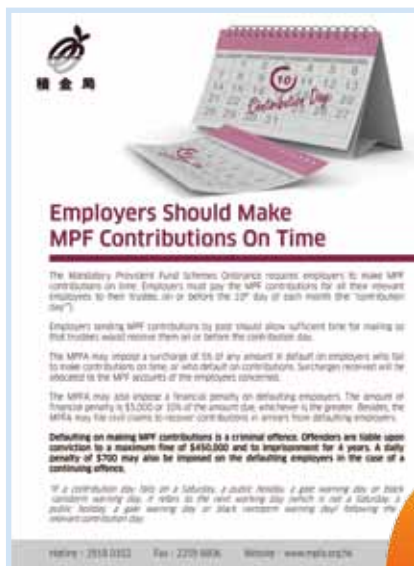 積金局
10
Contribution Day
Employers Should Make
MPF Contributions On Time
The Mandatory Provident Fund Schemes Ordinance requires employers to make MPF
contributions on time. Employers must pay the MPF contributions for all their relevant
employees to their trustees on or before the 10th day of each month (the "contribution
day*").
Employers sending MPF contributions by post should allow sufficient time for mailing so
that trustees would receive them on or before the contribution day.
The MPFA may impose a surcharge of 5% of any amount in default on employers who fail
to make contributions on time, or who default on contributions. Surcharges received will be
allocated to the MPF accounts of the employees concerned.
The MPFA may also impose a financial penalty on defaulting employers. The amount of
financial penalty is $5,000 or 10% of the amount due, whichever is the greater. Besides, the
MPFA may file civil claims to recover contributions in arrears from defaulting employers.
Defaulting on making MPF contributions is a criminal offence. Offenders are liable upon
conviction to a maximum fine of $450,000 and to imprisonment for 4 years. A daily
penalty of $700 may also be imposed on the defaulting employers in the case of a
continuing offence.
*If a contribution day falls on a Saturday, a public holiday, a gale warning day or black
rainstorm warning day, it refers to the next working day (which is not a Saturday, a
public holiday, a gale warning day or black rainstorm warning day) following the
relevant contribution day.
Hotline : 2918 0102 Fax : 2259 8806 Website : www.mpfa.org.hk